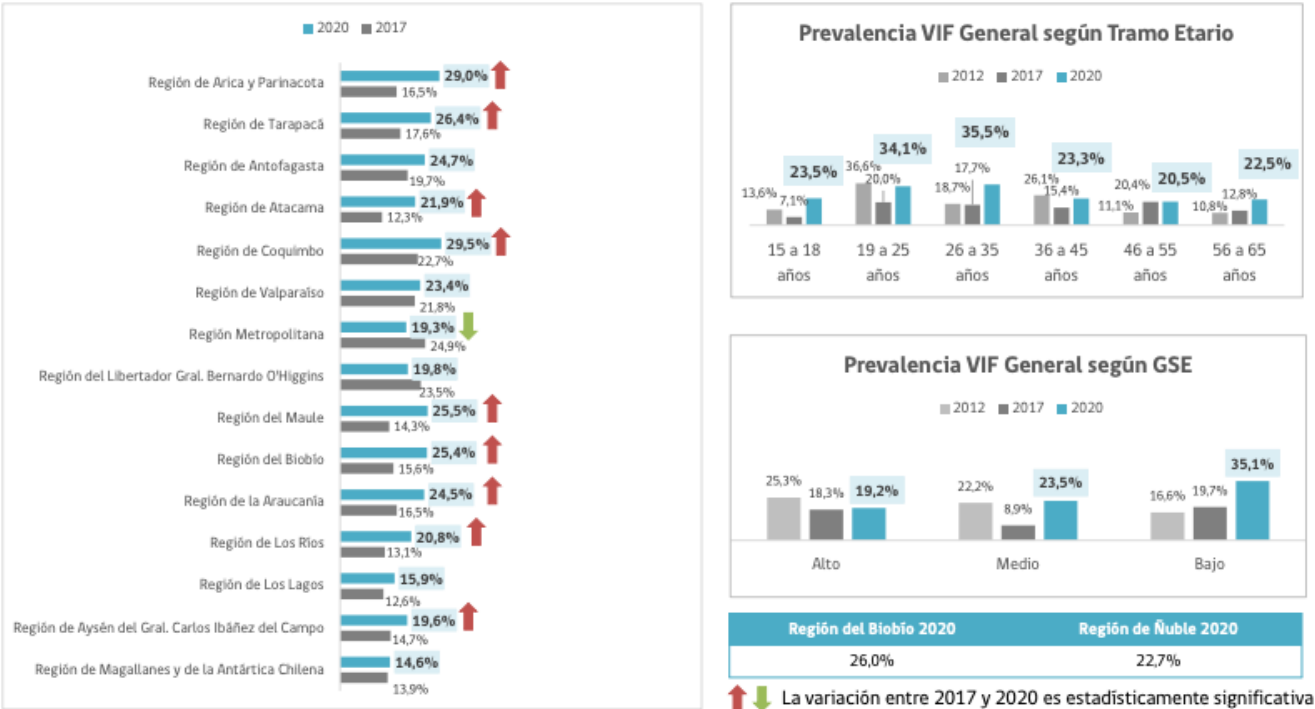 2020 2017
Región de Arica y Parinacota 29,0%
16,5%
Región de Tarapacá 26,4%
17,6%
Región de Antofagasta 24,7%
19,7%
Región de Atacama 21,9%
12,3%
Región de Coquimbo 29,5%
22,7%
Región de Valparaíso 23,4%
21,8%
Región Metropolitana 19,3%
24,9%
Región del Libertador Gral. Bernardo O'Higgins 19,8%
23,5%
Región del Maule 25,5%
14,3%
Región del Biobío 25,4%
15,6%
Región de la Araucanía 24,5%
16,5%
Región de Los Ríos 20,8%
13,1%
Región de Los Lagos 15,9%
12,6%
Región de Aysén del Gral. Carlos Ibáñez del Campo 19,6%
14,7%
Región de Magallanes y de la Antártica Chilena 14,6%
13,9%
Prevalencia VIF General según Tramo Etario
2012 2017 2020
13,6% 7,1% 23,5%
36,6% 20,0% 34,1%
18,7% 17,7% 35,5%
26,1% 15,4% 23,3%
11,1% 20,4% 20,5%
10,8% 12,8% 22,5%
15 a 18 19 a 25 26 a 35 36 a 45 46 a 55 56 a 65
años años años años años años
Prevalencia VIF General según GSE
2012 2017 2020
25,3% 18,3% 19,2% 22,2% 8,9% 23,5% 16,6% 19,7% 35,1%
Alto Medio Bajo
Región del Biobío 2020 Región de Ñuble 2020
26,0% 22,7%
La variación entre 2017 y 2020 es estadísticamente significativa